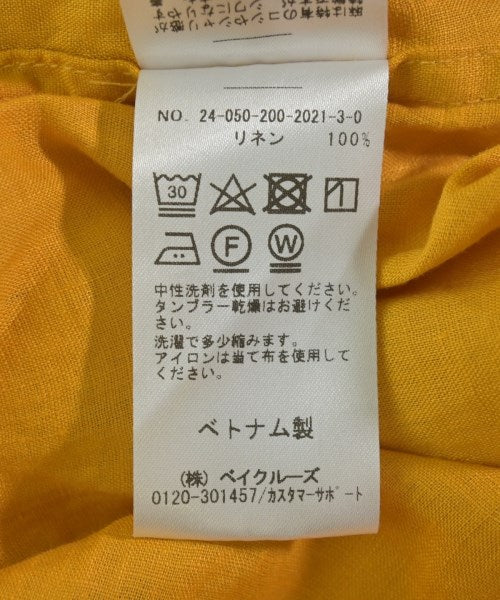 NO. 24-050-200-2021-3-0
リネン 100%
30
F W
中性洗剤を使用してください。
タンブラー乾燥はお避けくだ
さい。
洗濯で多少縮みます。
アイロンは当て布を使用して
ください。
ベトナム製
(株) ベイクルーズ
0120-301457/カスタマーサポート